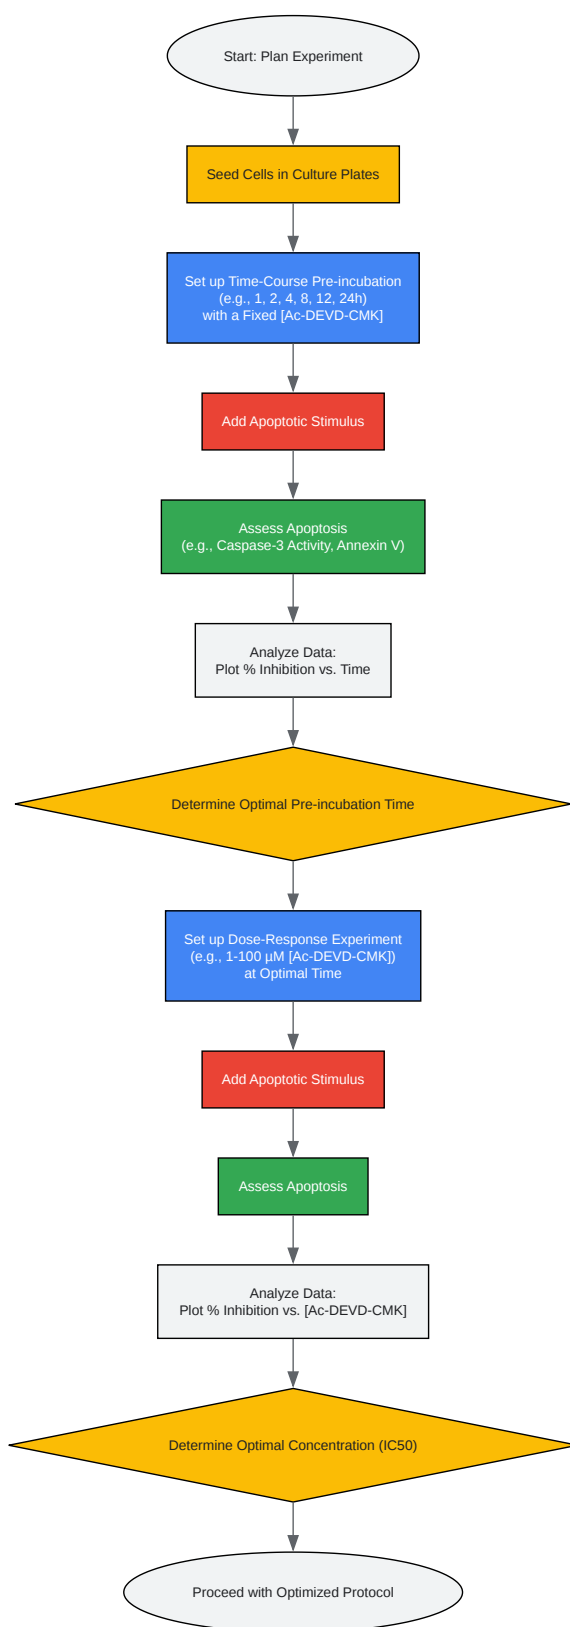 Start: Plan Experiment
Seed Cells in Culture Plates
Set up Time-Course Pre-incubation
(e.g., 1, 2, 4, 8, 12, 24h)
with a Fixed [Ac-DEVD-CMK]
Add Apoptotic Stimulus
Assess Apoptosis
(e.g., Caspase-3 Activity, Annexin V)
Analyze Data:
Plot % Inhibition vs. Time
Determine Optimal Pre-incubation Time
Set up Dose-Response Experiment
(e.g., 1-100 µM [Ac-DEVD-CMK])
at Optimal Time
Add Apoptotic Stimulus
Assess Apoptosis
Analyze Data:
Plot % Inhibition vs. [Ac-DEVD-CMK]
Determine Optimal Concentration (IC50)
Proceed with Optimized Protocol